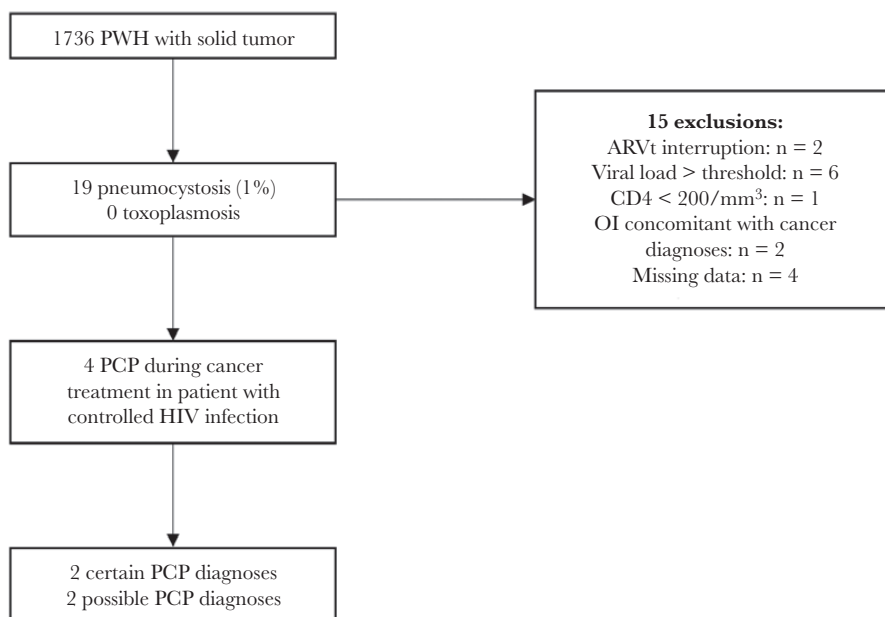 1736 PWH with solid tumor
19 pneumocystosis (1%)
0 toxoplasmosis
15 exclusions:
ARVt interruption: n = 2
Viral load > threshold: n = 6
CD4 < 200/mm³: n = 1
OI concomitant with cancer
diagnoses: n = 2
Missing data: n = 4
4 PCP during cancer
treatment in patient with
controlled HIV infection
2 certain PCP diagnoses
2 possible PCP diagnoses